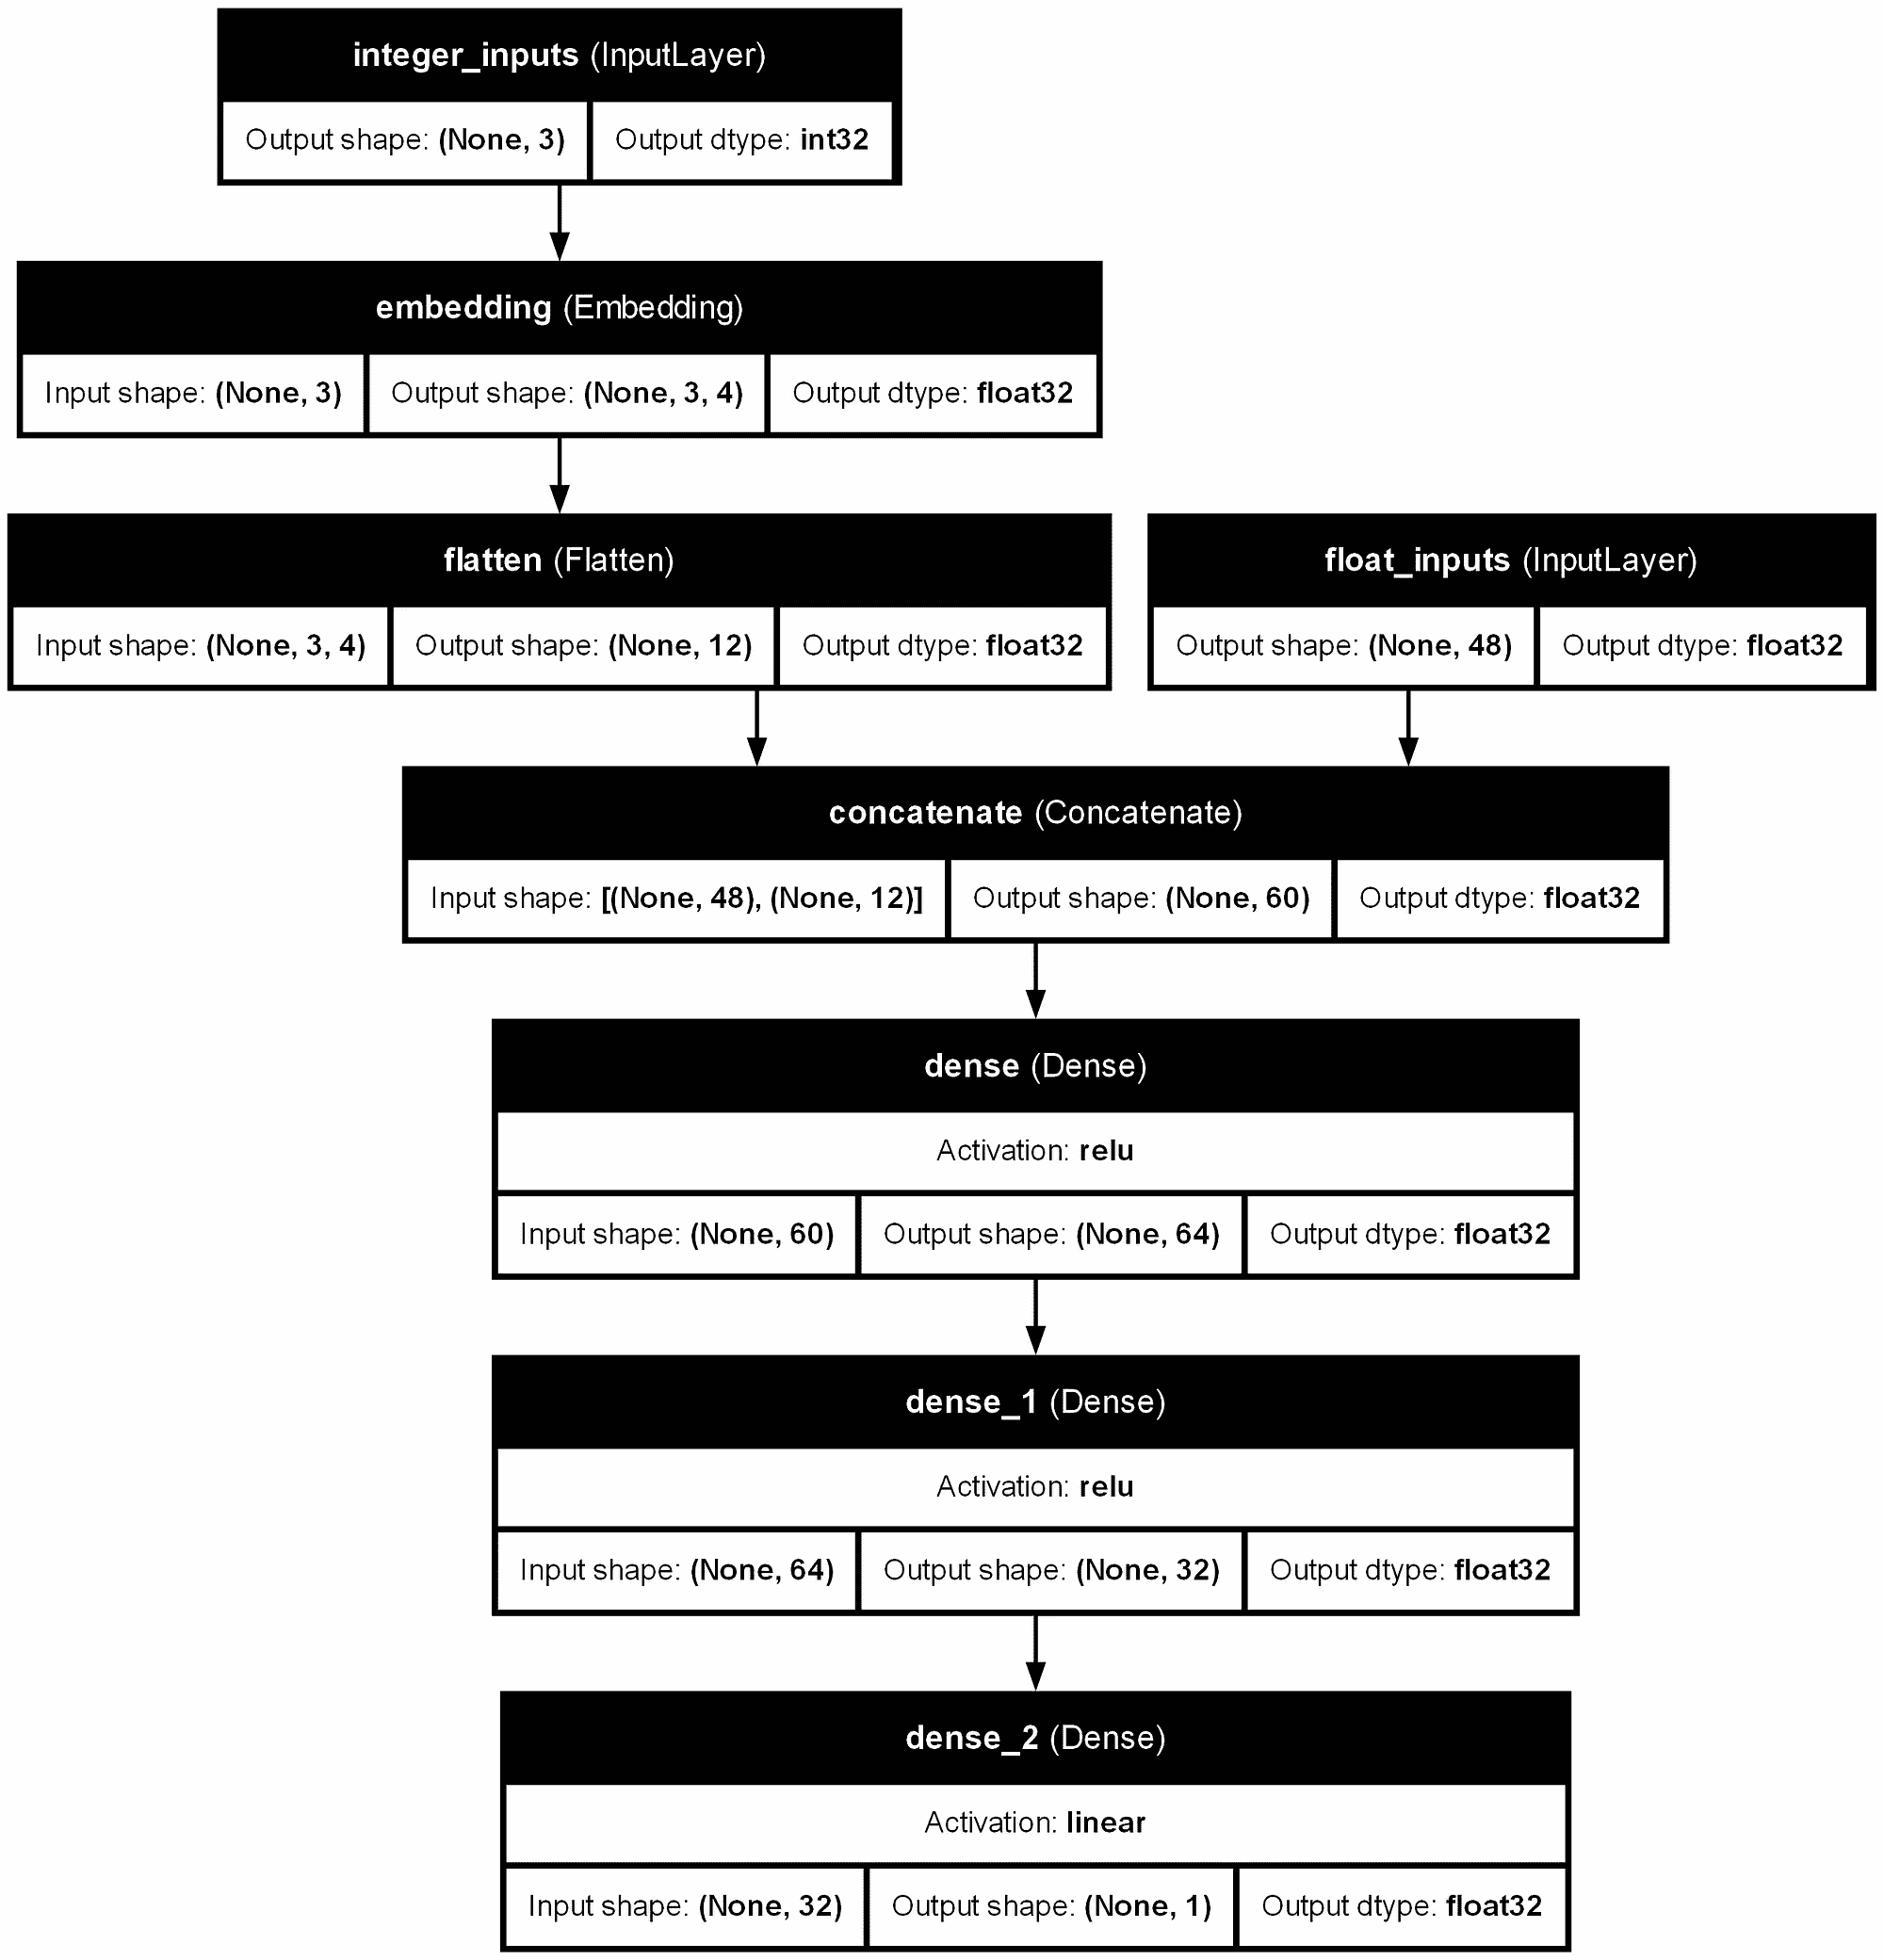 integer_inputs (InputLayer)
Output shape: (None, 3) Output dtype: int32
embedding (Embedding)
Input shape: (None, 3) Output shape: (None, 3, 4) Output dtype: float32
flatten (Flatten)
Input shape: (None, 3, 4) Output shape: (None, 12) Output dtype: float32
float_inputs (InputLayer)
Output shape: (None, 48) Output dtype: float32
concatenate (Concatenate)
Input shape: [(None, 48), (None, 12)] Output shape: (None, 60) Output dtype: float32
dense (Dense)
Activation: relu
Input shape: (None, 60) Output shape: (None, 64) Output dtype: float32
dense_1 (Dense)
Activation: relu
Input shape: (None, 64) Output shape: (None, 32) Output dtype: float32
dense_2 (Dense)
Activation: linear
Input shape: (None, 32) Output shape: (None, 1) Output dtype: float32